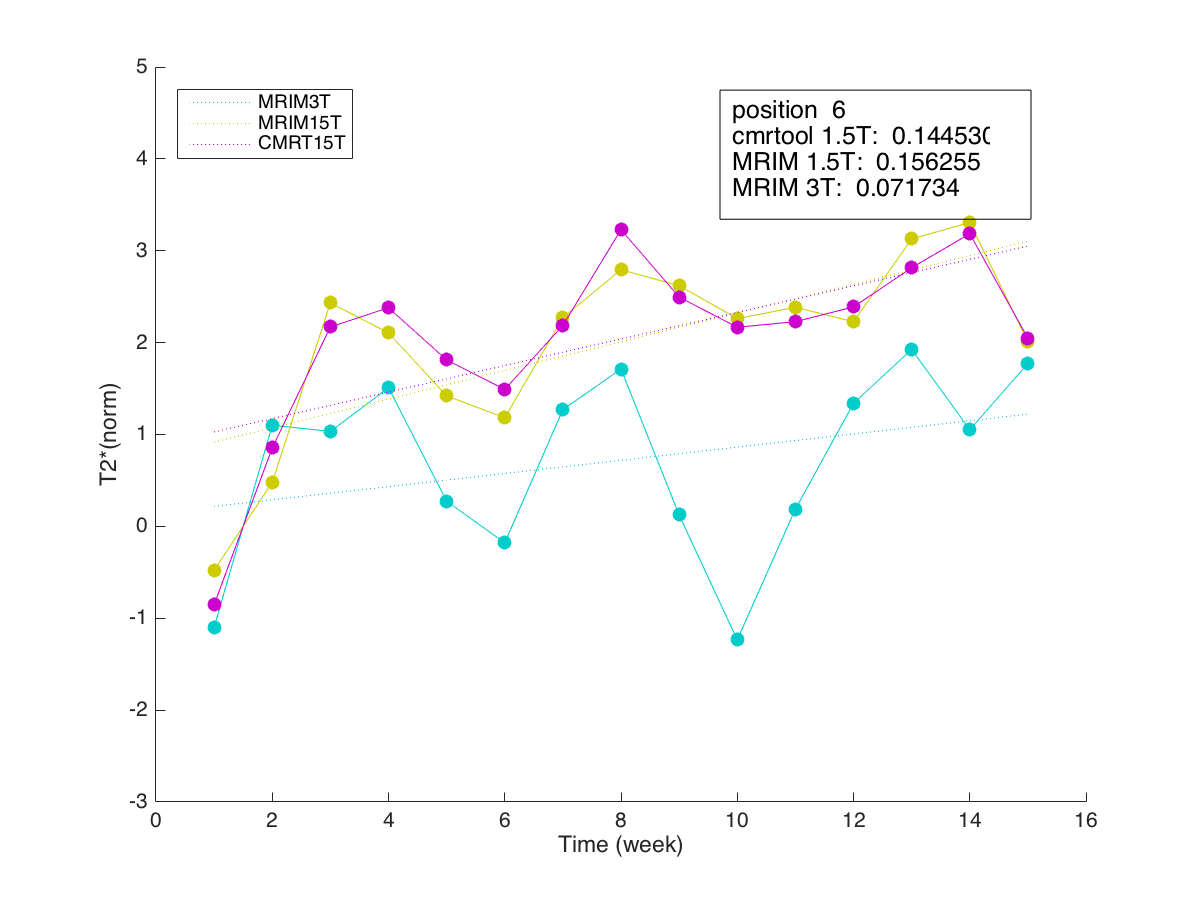 5
4
3
2
1
0
-1
-2
-3
T2*(norm)
MRIM3T
MRIM15T
CMRT15T
position  6
cmrtool 1.5T:  0.144530
MRIM 1.5T:  0.156255
MRIM 3T:  0.071734
0 2 4 6 8 10 12 14 16
Time (week)